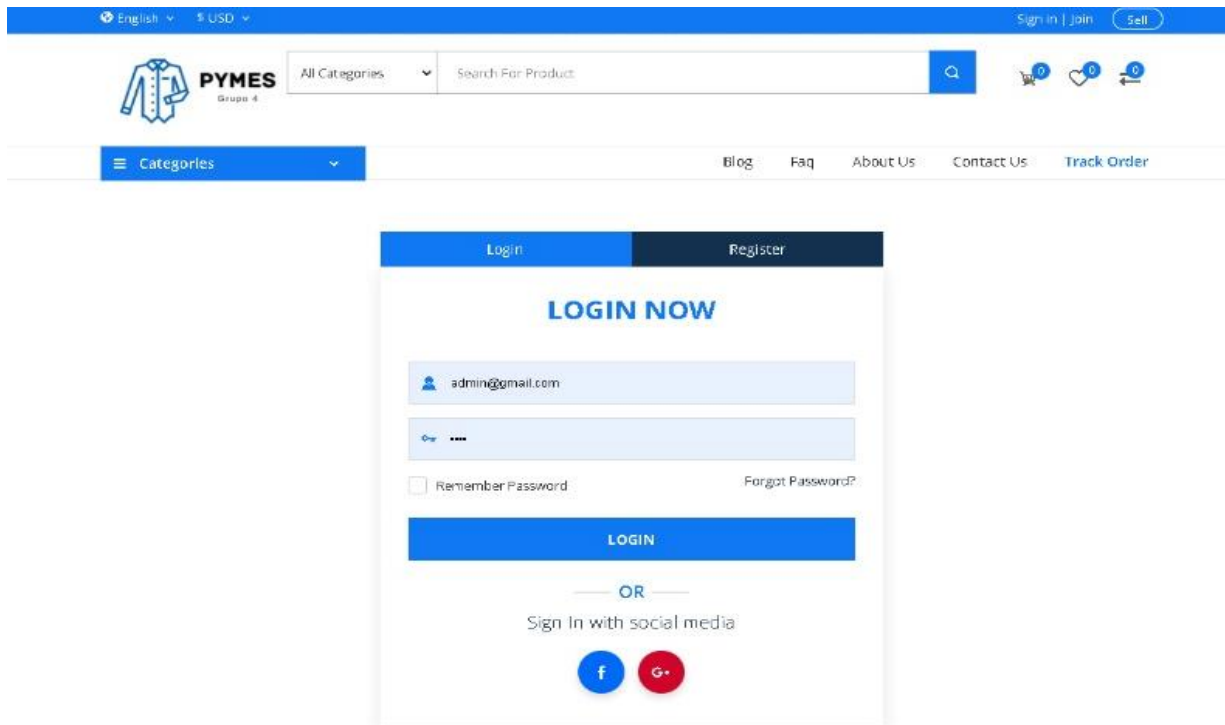 English $ USD Sign in | Join Sell
PYMES
Grupo 4
All Categories Search For Product 0 0 0
Categories Blog Faq About Us Contact Us Track Order
Login Register
LOGIN NOW
admin@gmail.com
••••
Remember Password Forgot Password?
LOGIN
OR
Sign In with social media
f G+